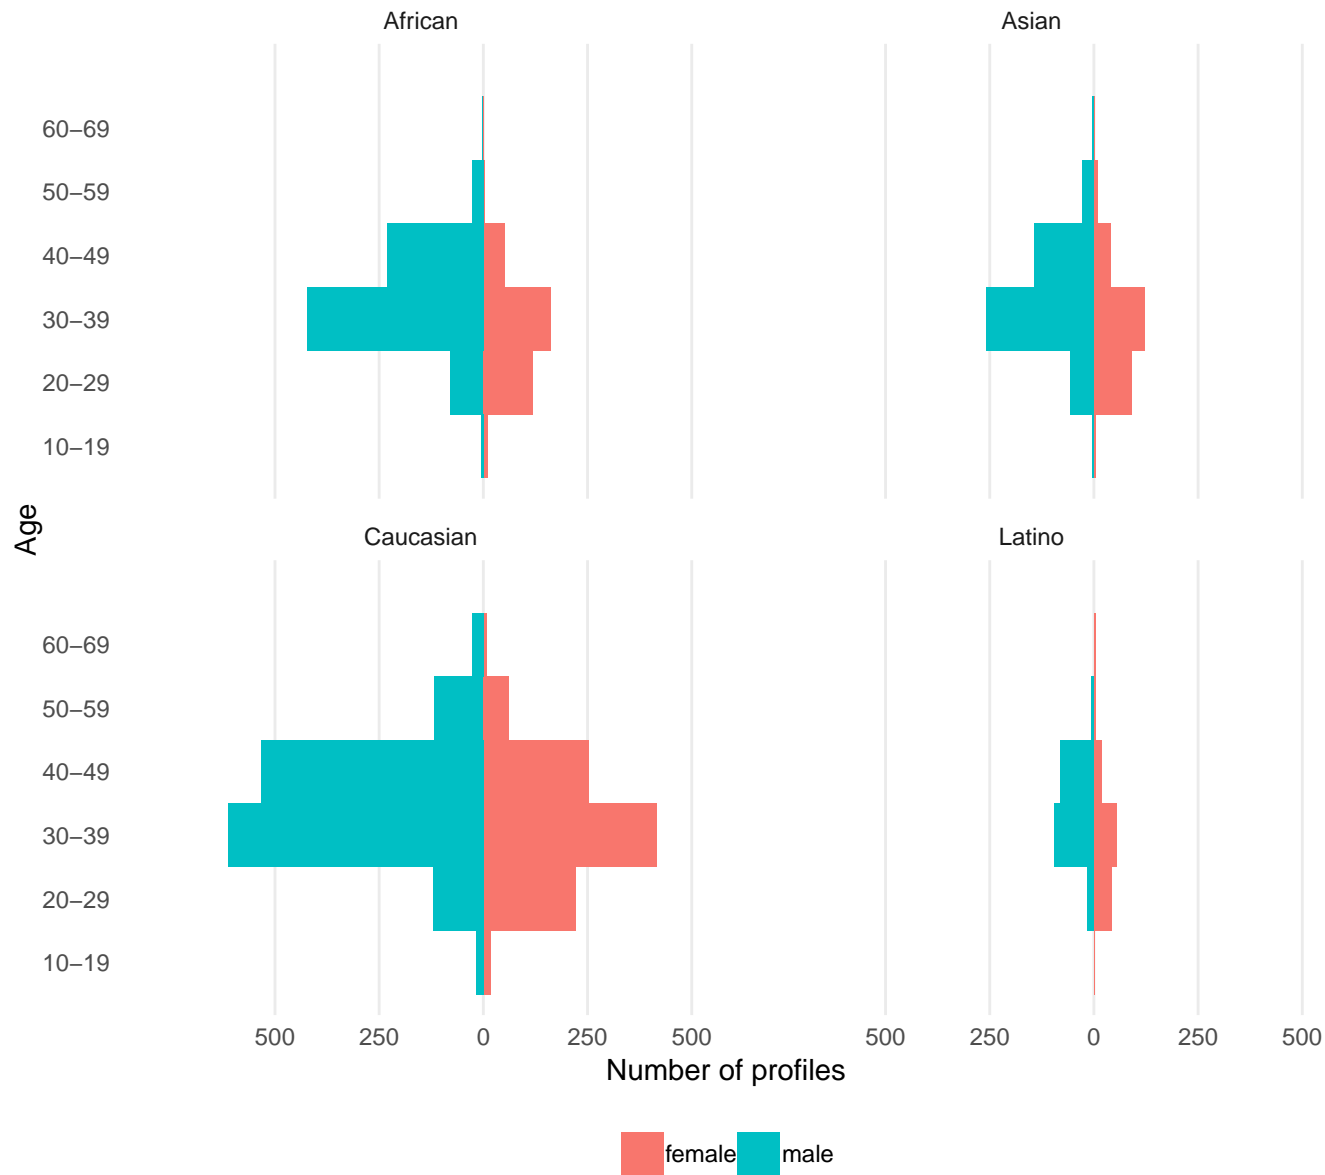 African
Asian
60–69
50–59
40–49
30–39
20–29
10–19
Age
Caucasian
Latino
60–69
50–59
40–49
30–39
20–29
10–19
500 250 0 250 500 500 250 0 250 500
Number of profiles
female male